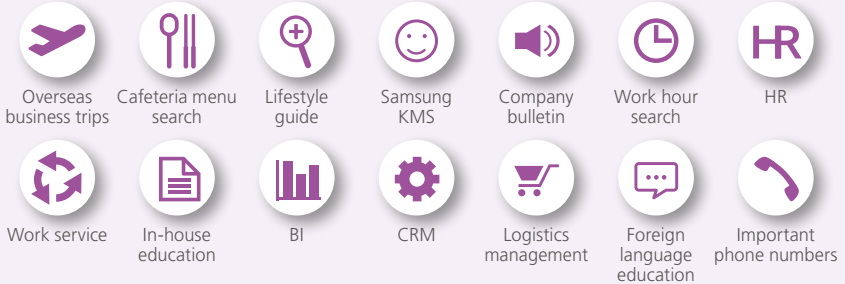 HR
Overseas
business trips
Cafeteria menu
search
Lifestyle
guide
Samsung
KMS
Company
bulletin
Work hour
search
HR
Work service
In-house
education
BI
CRM
Logistics
management
Foreign
language
education
Important
phone numbers